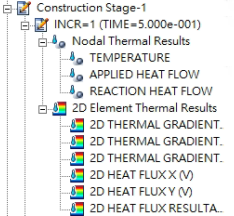 Construction Stage-1
INCR=1 (TIME=5.000e-001)
Nodal Thermal Results
TEMPERATURE
APPLIED HEAT FLOW
REACTION HEAT FLOW
2D Element Thermal Results
2D THERMAL GRADIENT..
2D THERMAL GRADIENT..
2D THERMAL GRADIENT..
2D HEAT FLUX X (V)
2D HEAT FLUX Y (V)
2D HEAT FLUX RESULTA..